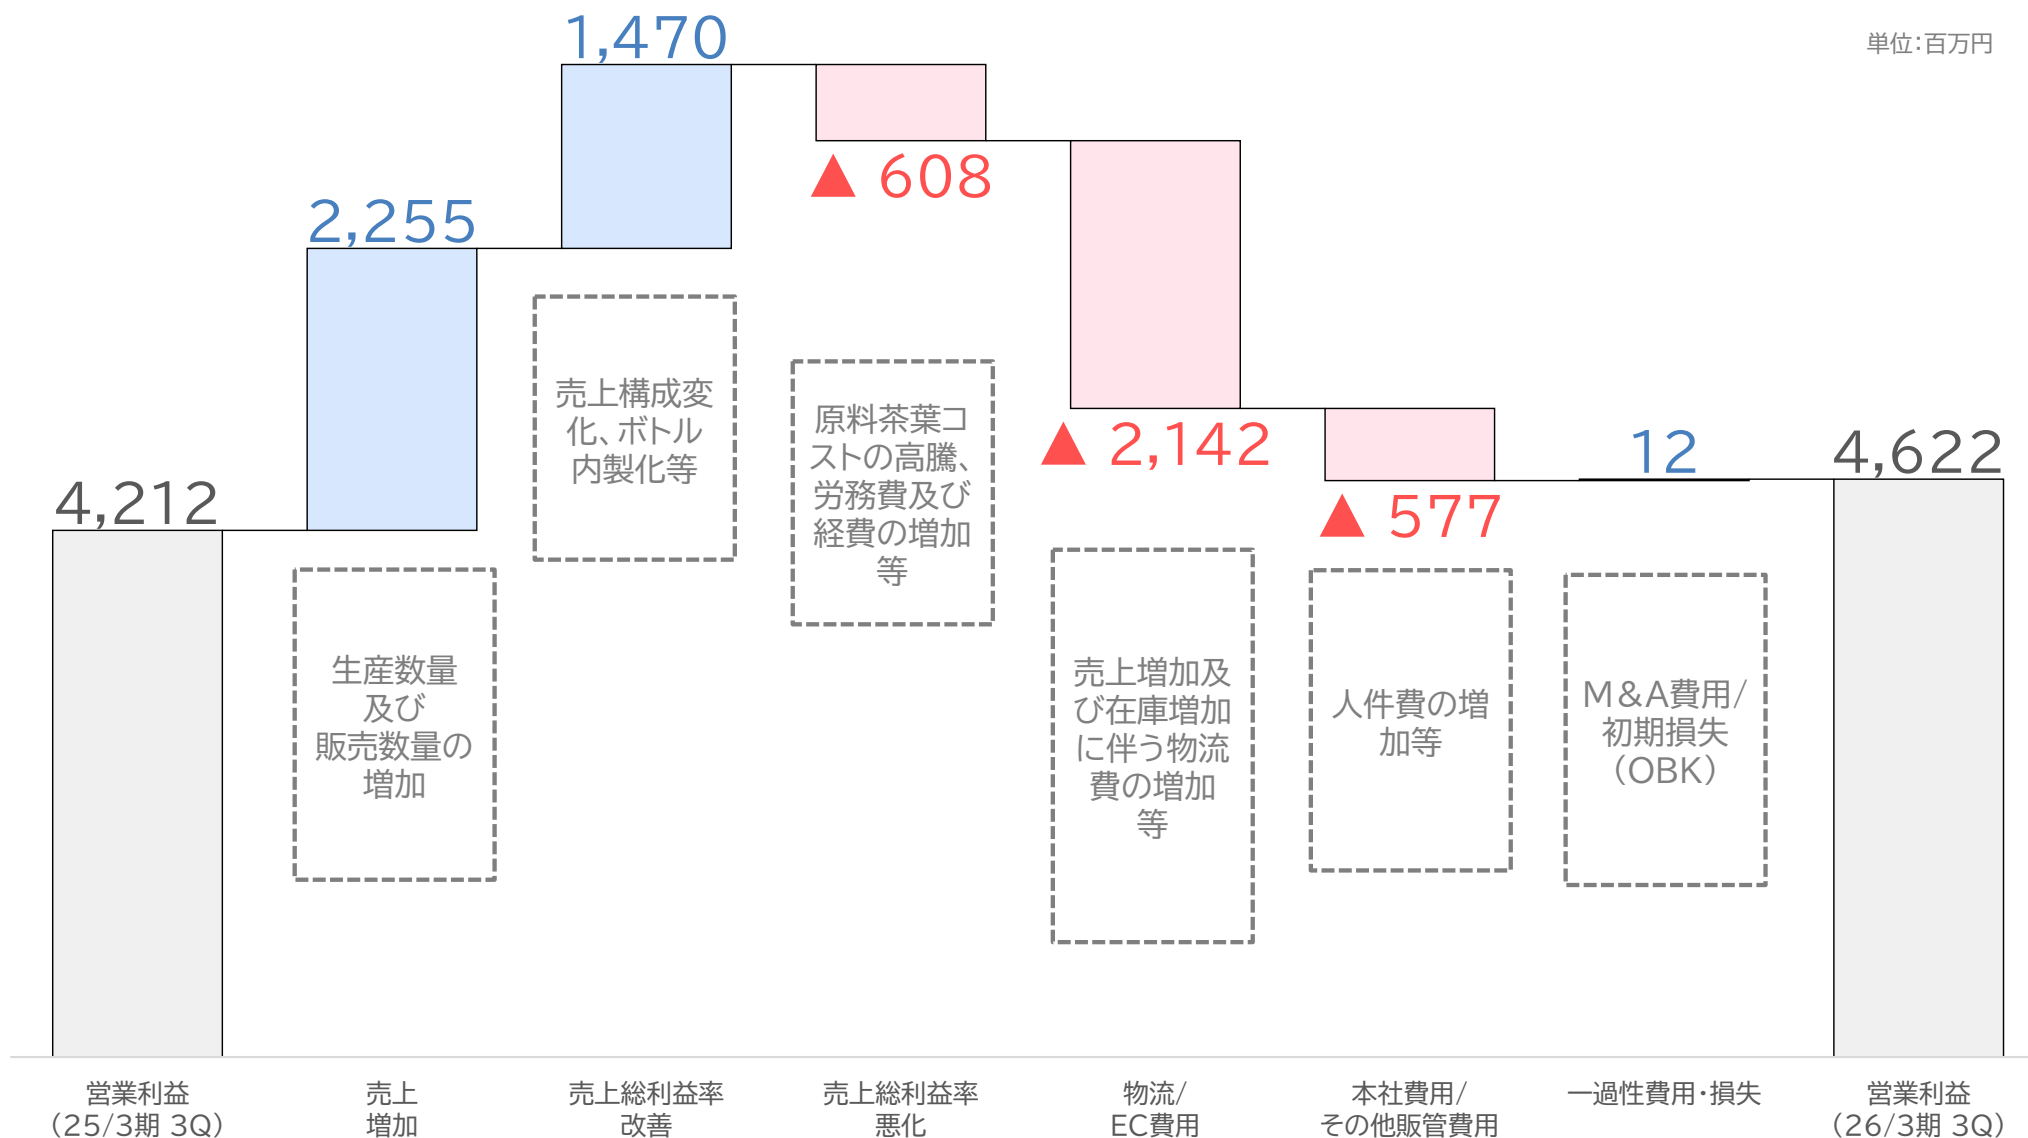 単位:百万円
4,212
2,255
1,470
▲ 608
▲ 2,142
▲ 577
12
4,622
生産数量
及び
販売数量の
増加
売上構成変
化、ボトル
内製化等
原料茶葉コ
ストの高騰、
労務費及び
経費の増加
等
売上増加及
び在庫増加
に伴う物流
費の増加
等
人件費の増
加等
M&A費用/
初期損失
(OBK)
営業利益
(25/3期 3Q)
売上
増加
売上総利益率
改善
売上総利益率
悪化
物流/
EC費用
本社費用/
その他販管費用
一過性費用・損失
営業利益
(26/3期 3Q)